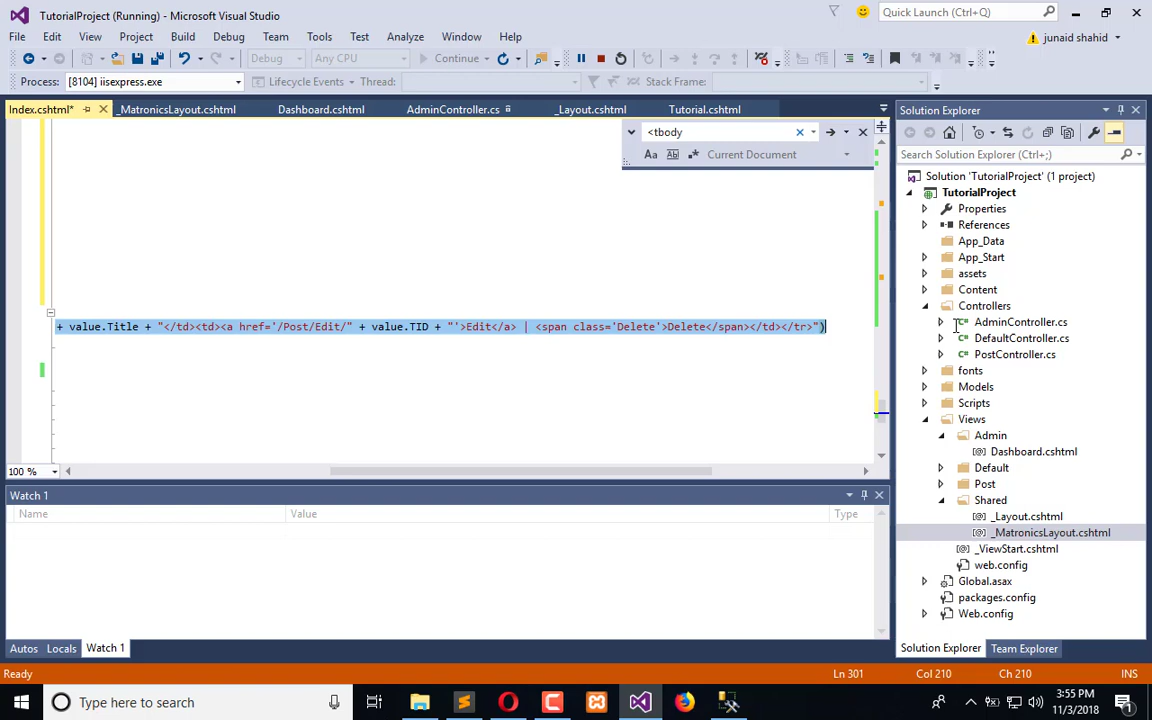 TutorialProject (Running) - Microsoft Visual Studio
Quick Launch (Ctrl+Q)
File Edit View Project Build Debug Team Tools Test Analyze Window Help
junaid shahid
Debug Any CPU Continue
Process: [8104] iisexpress.exe Lifecycle Events Thread: Stack Frame:
Index.cshtml* _MatronicsLayout.cshtml Dashboard.cshtml AdminController.cs _Layout.cshtml Tutorial.cshtml
<tbody
Aa Current Document
+ value.Title + "</td><td><a href='/Post/Edit/" + value.TID + "'>Edit</a> | <span class='Delete'>Delete</span></td></tr>")
100 %
Watch 1
Name Value Type
Autos Locals Watch 1
Solution Explorer
Search Solution Explorer (Ctrl+;)
Solution 'TutorialProject' (1 project)
TutorialProject
Properties
References
App_Data
App_Start
assets
Content
Controllers
AdminController.cs
DefaultController.cs
PostController.cs
fonts
Models
Scripts
Views
Admin
Dashboard.cshtml
Default
Post
Shared
_Layout.cshtml
_MatronicsLayout.cshtml
_ViewStart.cshtml
web.config
Global.asax
packages.config
Web.config
Solution Explorer Team Explorer
Ready Ln 301 Col 210 Ch 210 INS
Type here to search
3:55 PM
11/3/2018
1